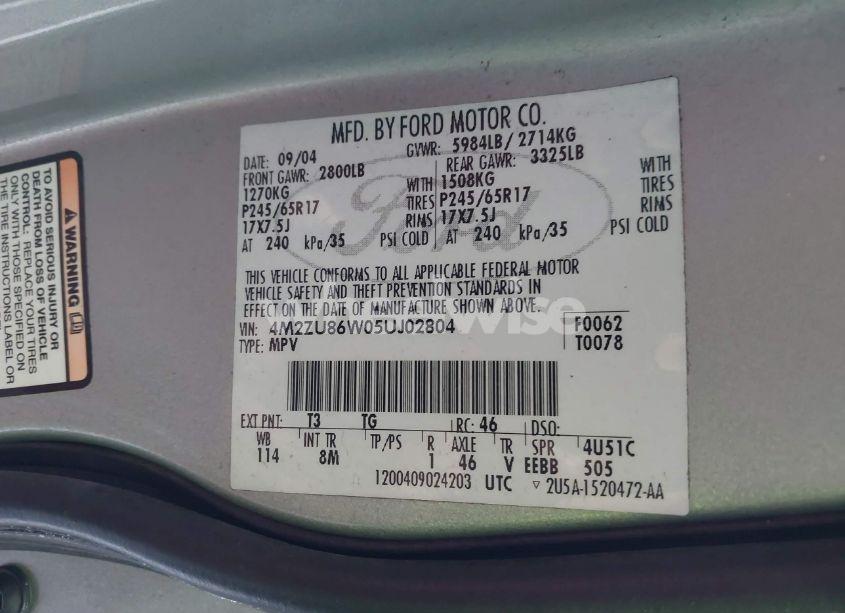 MFD. BY FORD MOTOR CO.
DATE: 09/04 GVWR: 5984LB/ 2714KG
FRONT GAWR: 2800LB REAR GAWR: 3325LB WITH
1270KG WITH 1508KG TIRES
P245/65R17 TIRES P245/65R17 RIMS
17X7.5J RIMS 17X7.5J PSI COLD
AT 240 kPa/35 PSI COLD AT 240 kPa/35
Ford
THIS VEHICLE CONFORMS TO ALL APPLICABLE FEDERAL MOTOR
VEHICLE SAFETY AND THEFT PREVENTION STANDARDS IN
EFFECT ON THE DATE OF MANUFACTURE SHOWN ABOVE.
VIN: 4M2ZU86W05UJ02804 F0062
TYPE: MPV T0078
EXT PNT: T3 TG RC: 46 DSO:
WB INT TR TP/PS R AXLE TR SPR 4U51C
114 8M 1 46 V EEBB 505
1200409024203 UTC ▽ 2U5A-1520472-AA
WARNING
TO AVOID SERIOUS INJURY OR
DEATH FROM LOSS OF VEHICLE
CONTROL: REPLACE YOUR TIRES
ONLY WITH THOSE SPECIFIED ON
THE TIRE INSTRUCTIONS LABEL OR